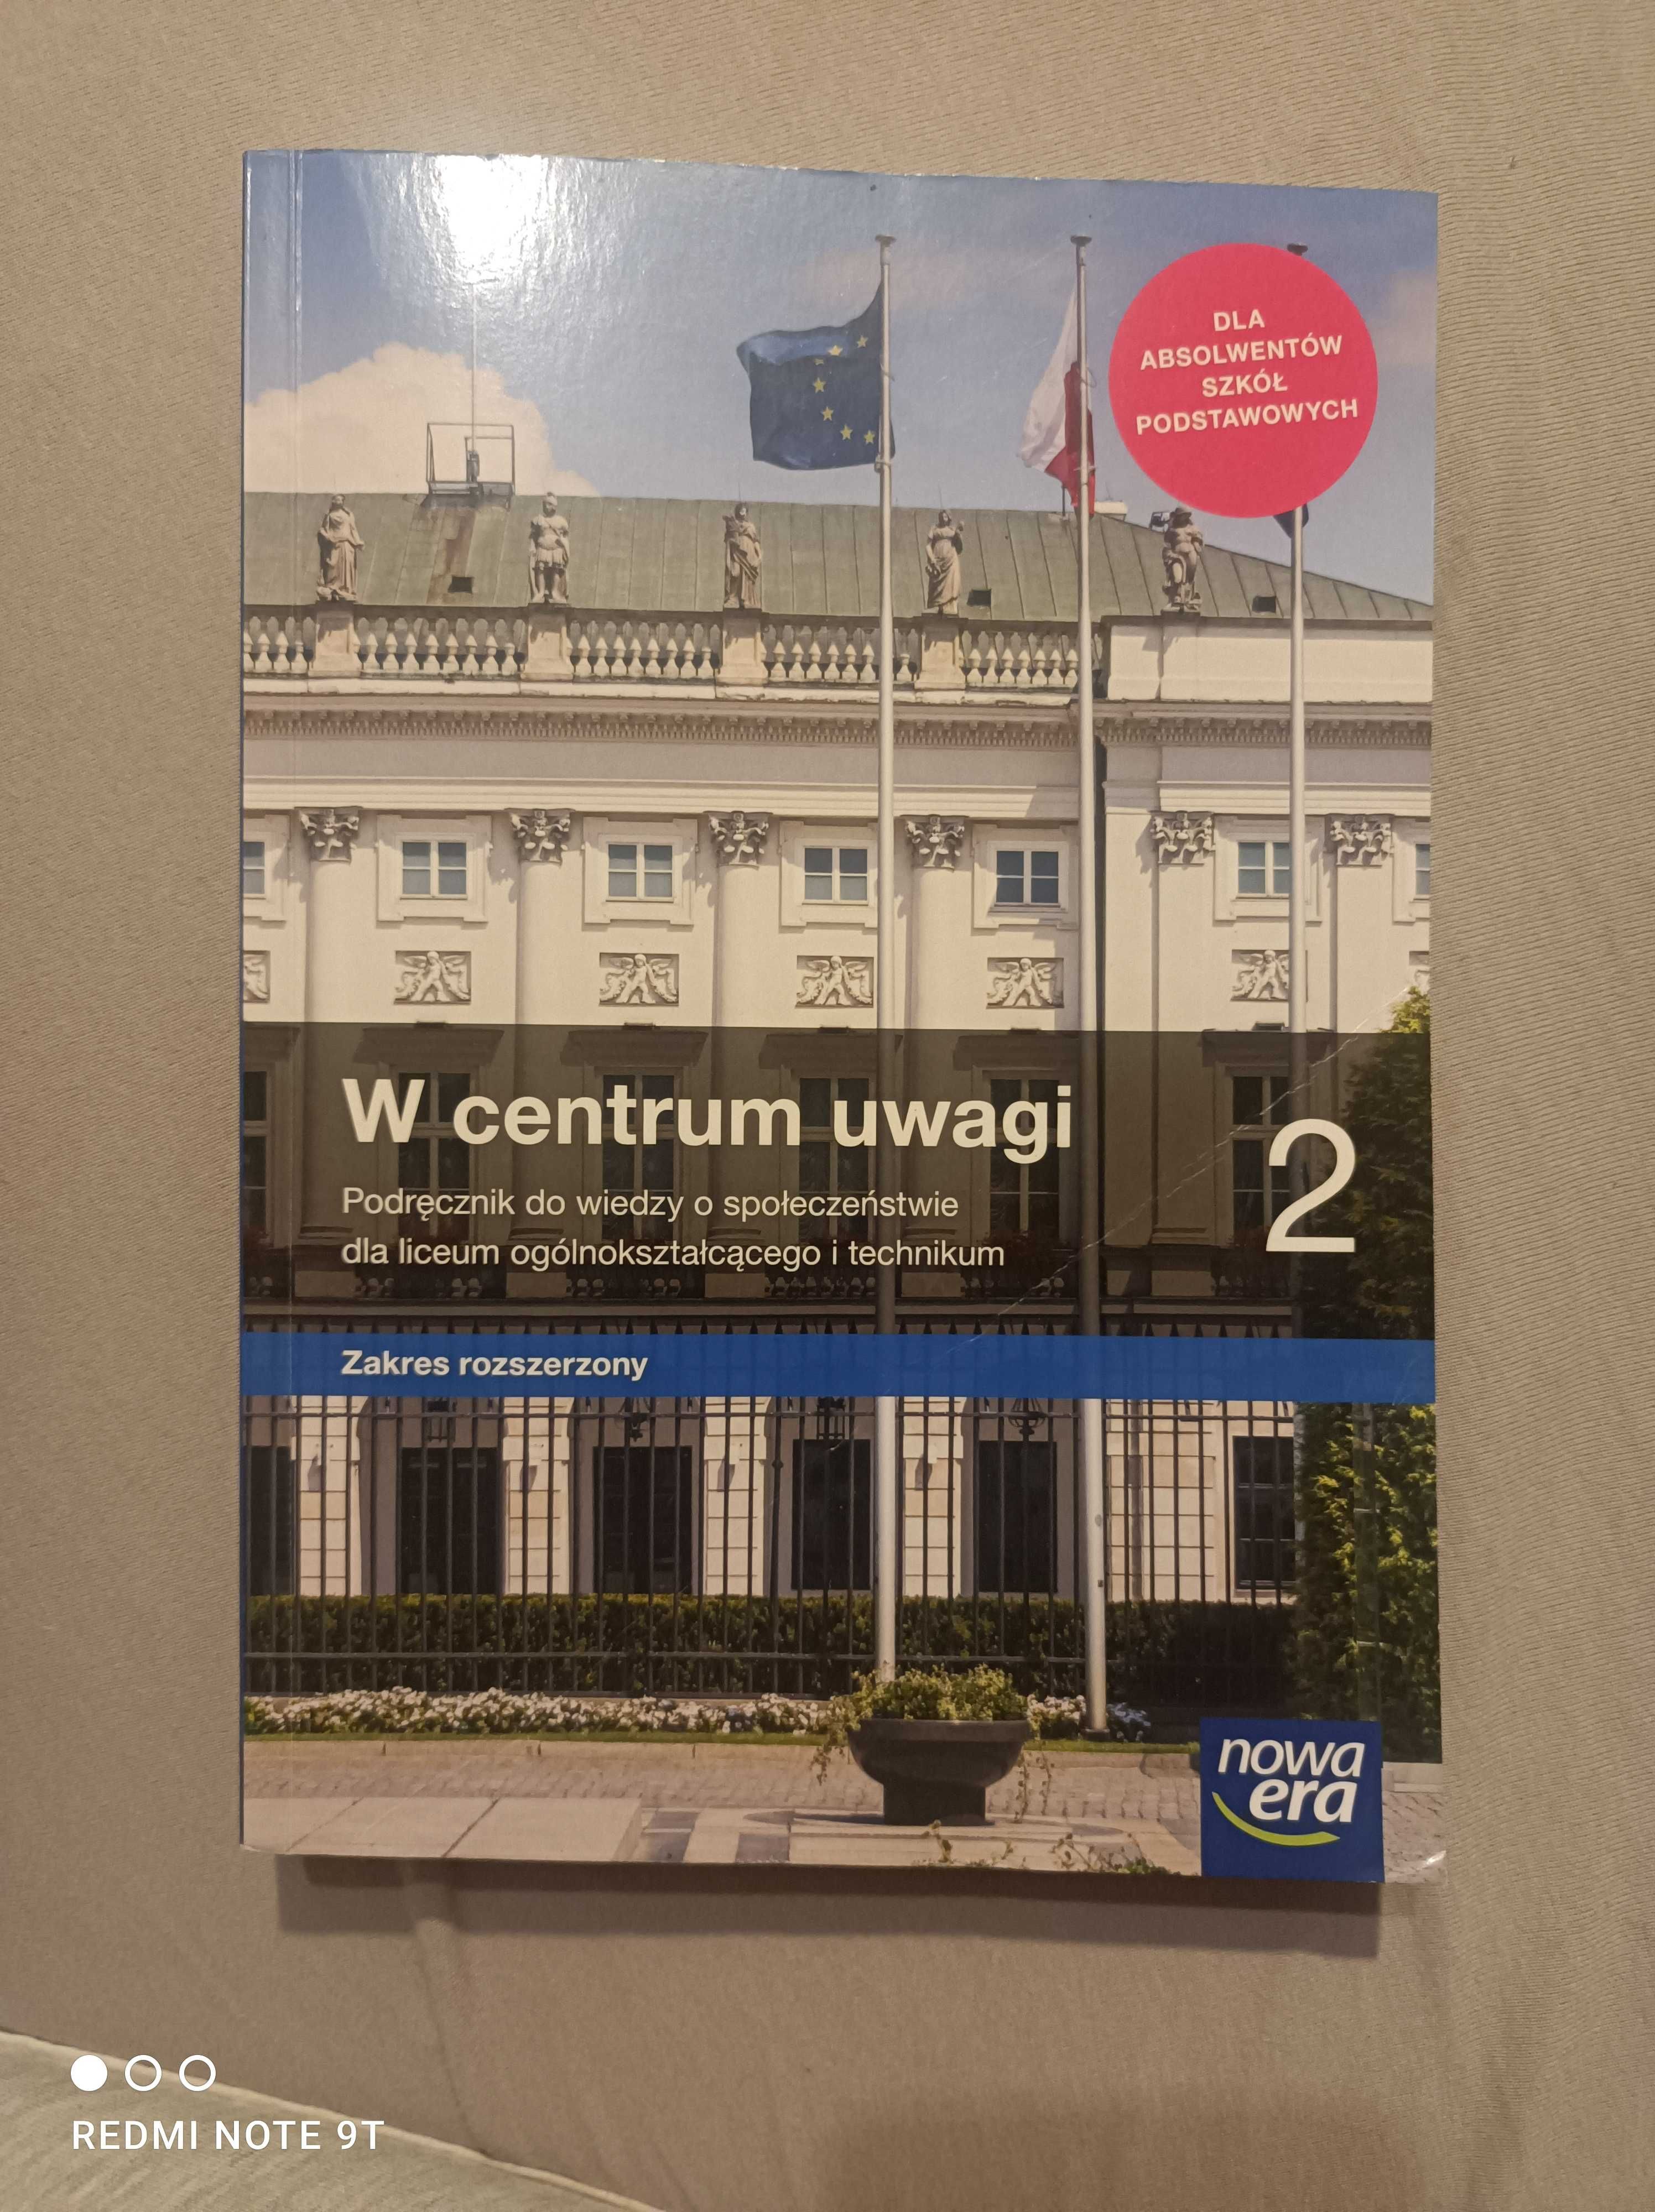 DLA
ABSOLWENTÓW
SZKÓŁ
PODSTAWOWYCH
W centrum uwagi
2
Podręcznik do wiedzy o społeczeństwie
dla liceum ogólnokształcącego i technikum
Zakres rozszerzony
nowa
era
REDMI NOTE 9T